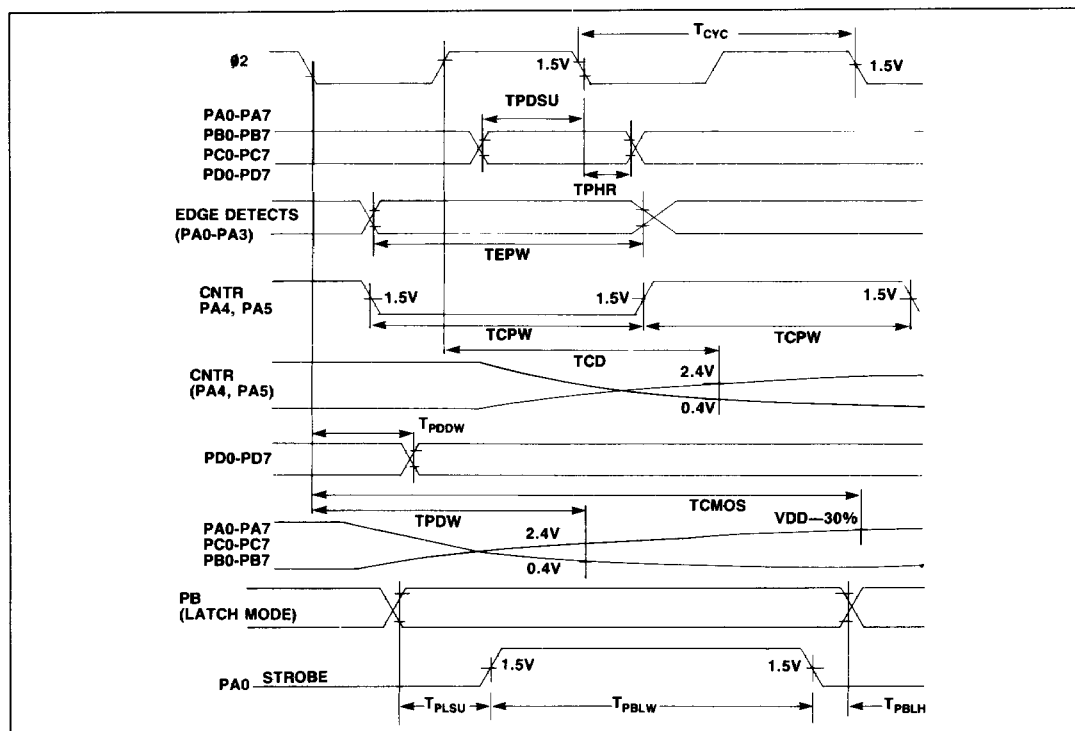 TCYC
ø2
1.5V
1.5V
TPDSU
PA0-PA7
PB0-PB7
PC0-PC7
PD0-PD7
TPHR
EDGE DETECTS
(PA0-PA3)
TEPW
CNTR
PA4, PA5
1.5V
1.5V
1.5V
TCPW
TCPW
TCD
CNTR
(PA4, PA5)
2.4V
0.4V
TPDDW
PD0-PD7
TCMOS
TPDW
VDD—30%
PA0-PA7
PC0-PC7
PB0-PB7
2.4V
0.4V
PB
(LATCH MODE)
PA0 STROBE
1.5V
1.5V
TPLSU
TPBLW
TPBLH